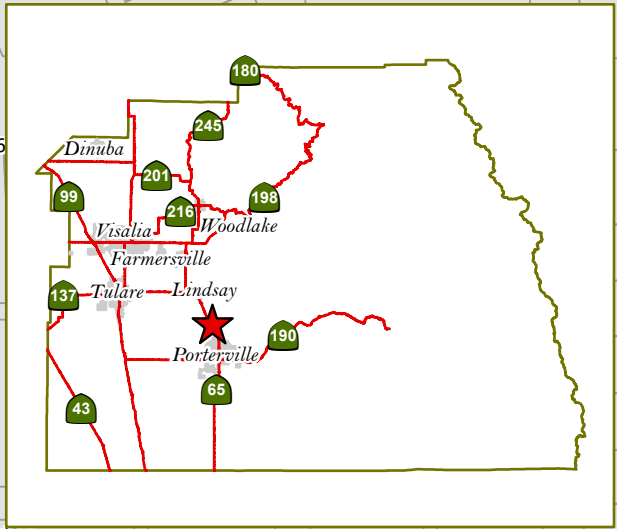 180
245
Dinuba
201
99
198
216
Woodlake
Visalia
Farmersville
137
Tulare
Lindsay
190
Porterville
65
43